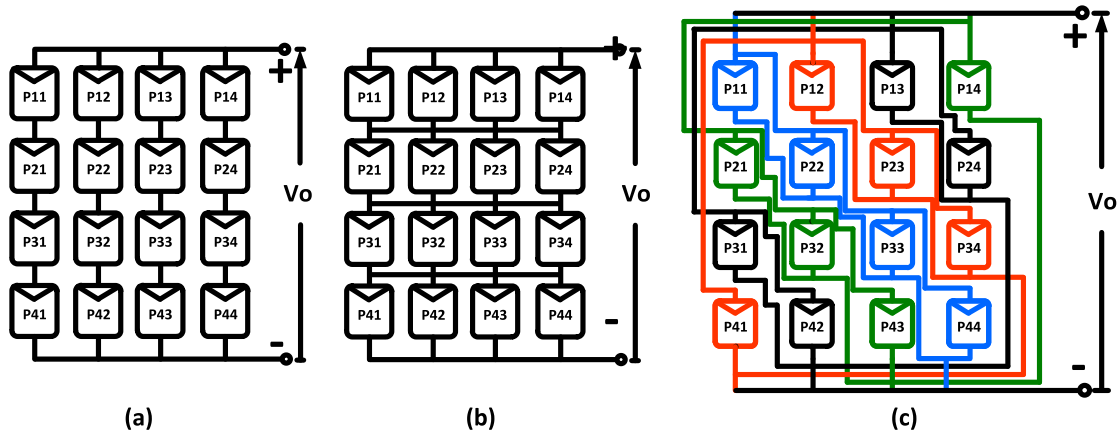 +
P11 P12 P13 P14
P21 P22 P23 P24
P31 P32 P33 P34
P41 P42 P43 P44
Vo
-
(a)
+
P11 P12 P13 P14
P21 P22 P23 P24
P31 P32 P33 P34
P41 P42 P43 P44
Vo
-
(b)
+
P11 P12 P13 P14
P21 P22 P23 P24
P31 P32 P33 P34
P41 P42 P43 P44
Vo
-
(c)